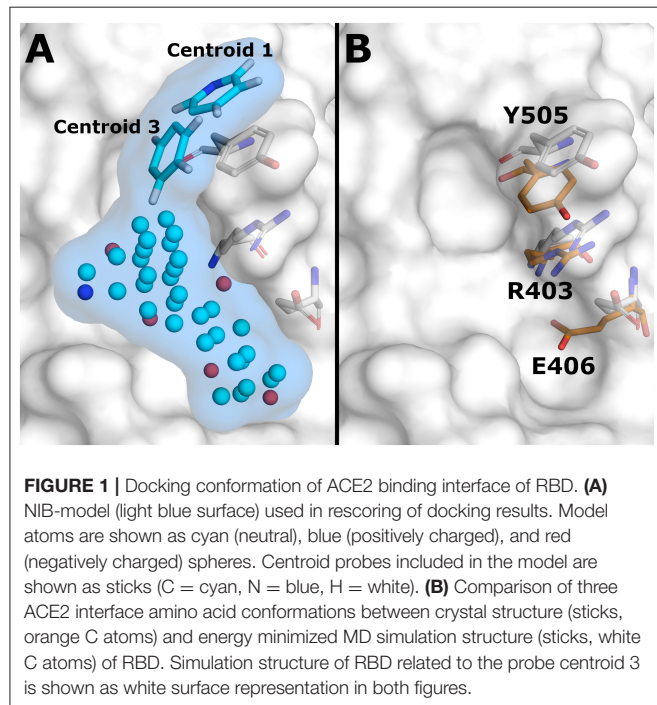 A
Centroid 1
Centroid 3
B
Y505
R403
E406
FIGURE 1 | Docking conformation of ACE2 binding interface of RBD. (A)
NIB-model (light blue surface) used in rescoring of docking results. Model
atoms are shown as cyan (neutral), blue (positively charged), and red
(negatively charged) spheres. Centroid probes included in the model are
shown as sticks (C = cyan, N = blue, H = white). (B) Comparison of three
ACE2 interface amino acid conformations between crystal structure (sticks,
orange C atoms) and energy minimized MD simulation structure (sticks, white
C atoms) of RBD. Simulation structure of RBD related to the probe centroid 3
is shown as white surface representation in both figures.